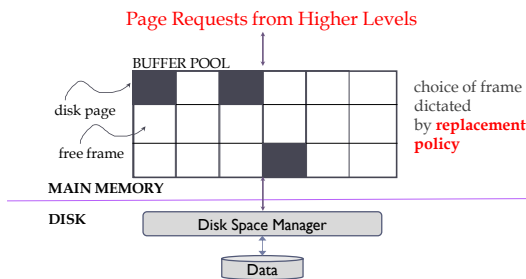 Page Requests from Higher Levels
BUFFER POOL
disk page
free frame
choice of frame
dictated
by replacement
policy
MAIN MEMORY
DISK
Disk Space Manager
Data